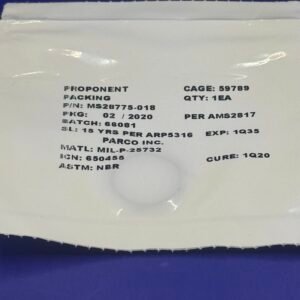 PROPONENT CAGE: 59789
PACKING QTY: 1EA
P/N: MS28775-018
PKG: 02 / 2020 PER AMS2817
BATCH: 66081
SL: 15 YRS PER ARP5316 EXP: 1Q35
PARCO INC.
MATL: MIL-P-25732
ICN: 650455 CURE: 1Q20
ASTM: NBR